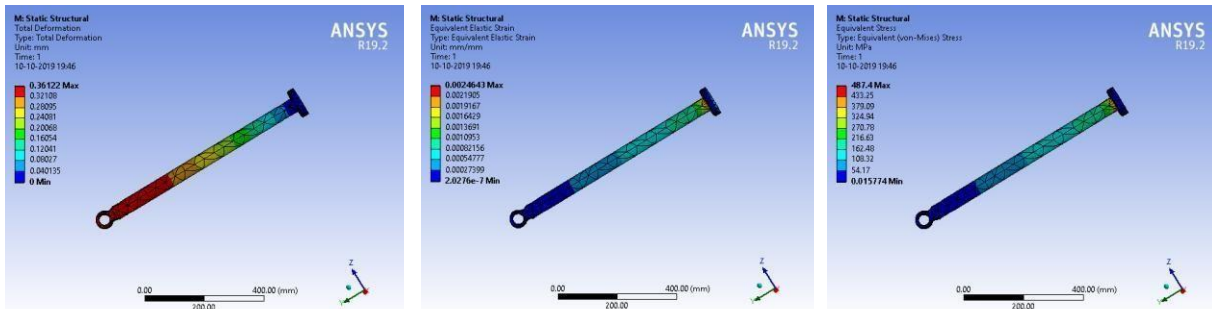 M: Static Structural
Total Deformation
Type: Total Deformation
Unit: mm
Time: 1
10-10-2019 19:46
ANSYS
R19.2
0.36122 Max
0.32108
0.28095
0.24081
0.20068
0.16054
0.12041
0.08027
0.040135
0 Min
0.00
400.00 (mm)
200.00
Z
Y
M: Static Structural
Equivalent Elastic Strain
Type: Equivalent Elastic Strain
Unit: mm/mm
Time: 1
10-10-2019 19:46
ANSYS
R19.2
0.0024643 Max
0.0021905
0.0019167
0.0016429
0.0013691
0.0010953
0.00082156
0.00054777
0.00027399
2.0276e-7 Min
0.00
400.00 (mm)
200.00
Z
Y
M: Static Structural
Equivalent Stress
Type: Equivalent (von-Mises) Stress
Unit: MPa
Time: 1
10-10-2019 19:46
ANSYS
R19.2
487.4 Max
433.25
379.09
324.94
270.78
216.63
162.48
108.32
54.17
0.015774 Min
0.00
400.00 (mm)
200.00
Z
Y